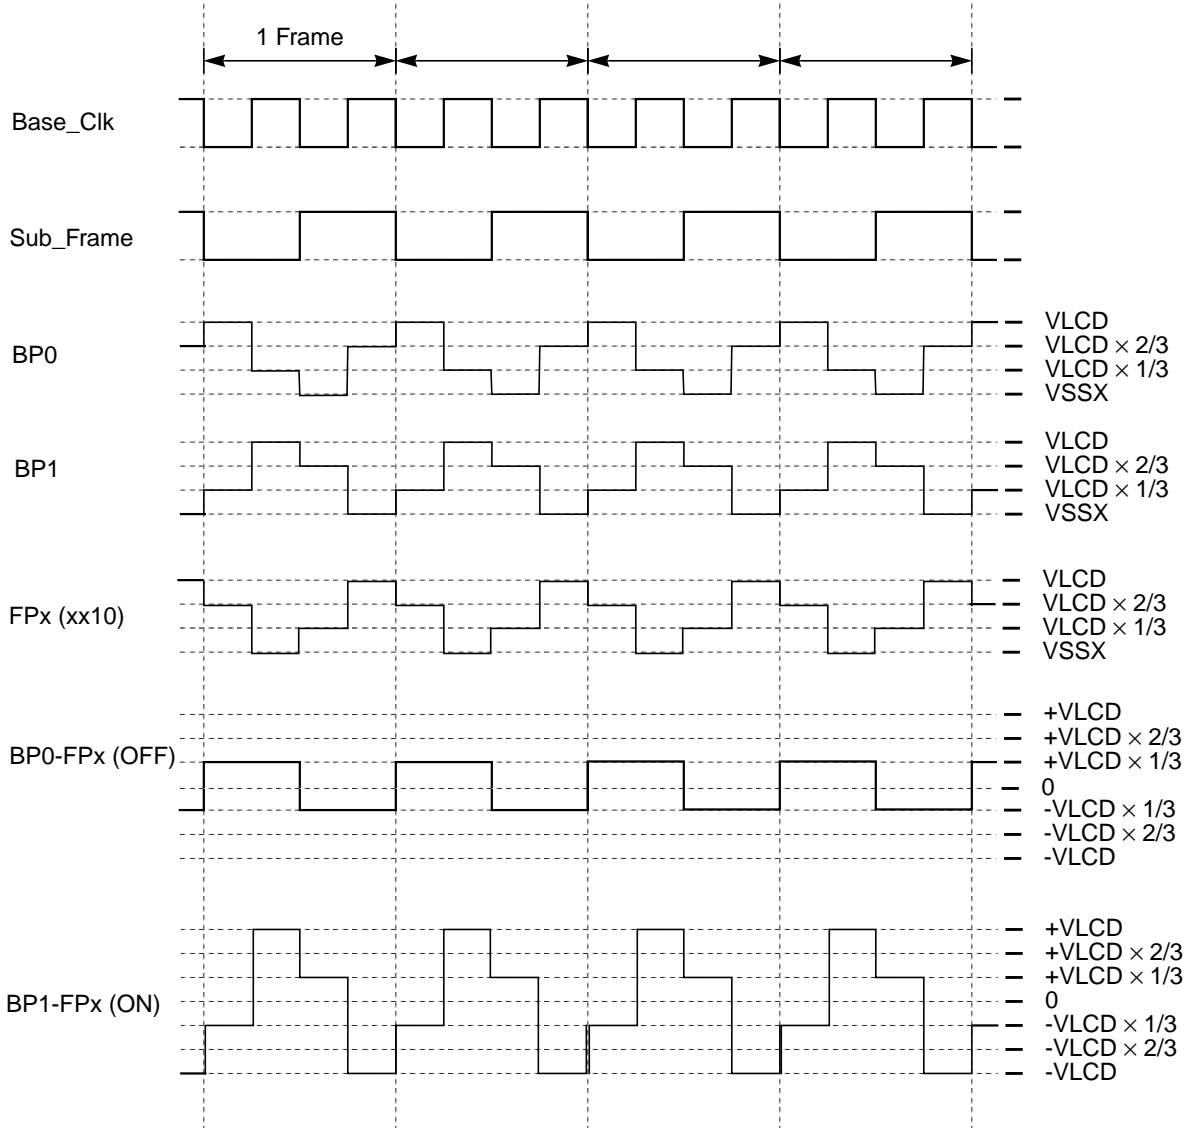 1 Frame
Base_Clk
Sub_Frame
BP0
VLCD
VLCD × 2/3
VLCD × 1/3
VSSX
BP1
VLCD
VLCD × 2/3
VLCD × 1/3
VSSX
FPx (xx10)
VLCD
VLCD × 2/3
VLCD × 1/3
VSSX
BP0-FPx (OFF)
+VLCD
+VLCD × 2/3
+VLCD × 1/3
0
-VLCD × 1/3
-VLCD × 2/3
-VLCD
BP1-FPx (ON)
+VLCD
+VLCD × 2/3
+VLCD × 1/3
0
-VLCD × 1/3
-VLCD × 2/3
-VLCD